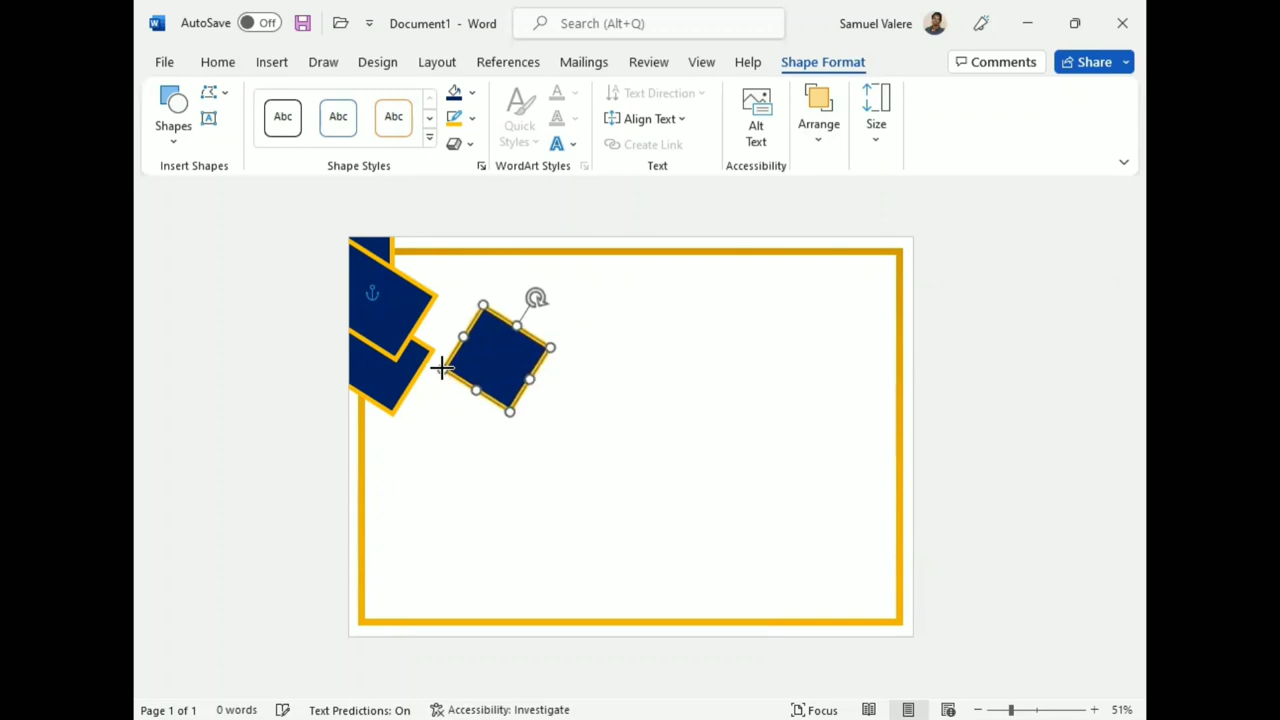 AutoSave Off Document1 - Word Search (Alt+Q) Samuel Valere
File Home Insert Draw Design Layout References Mailings Review View Help Shape Format Comments Share
Abc Abc Abc
Shapes
Quick
Styles
Text Direction
Align Text
Create Link
Alt
Text
Arrange
Size
Insert Shapes Shape Styles WordArt Styles Text Accessibility
Page 1 of 1 0 words Text Predictions: On Accessibility: Investigate Focus 51%